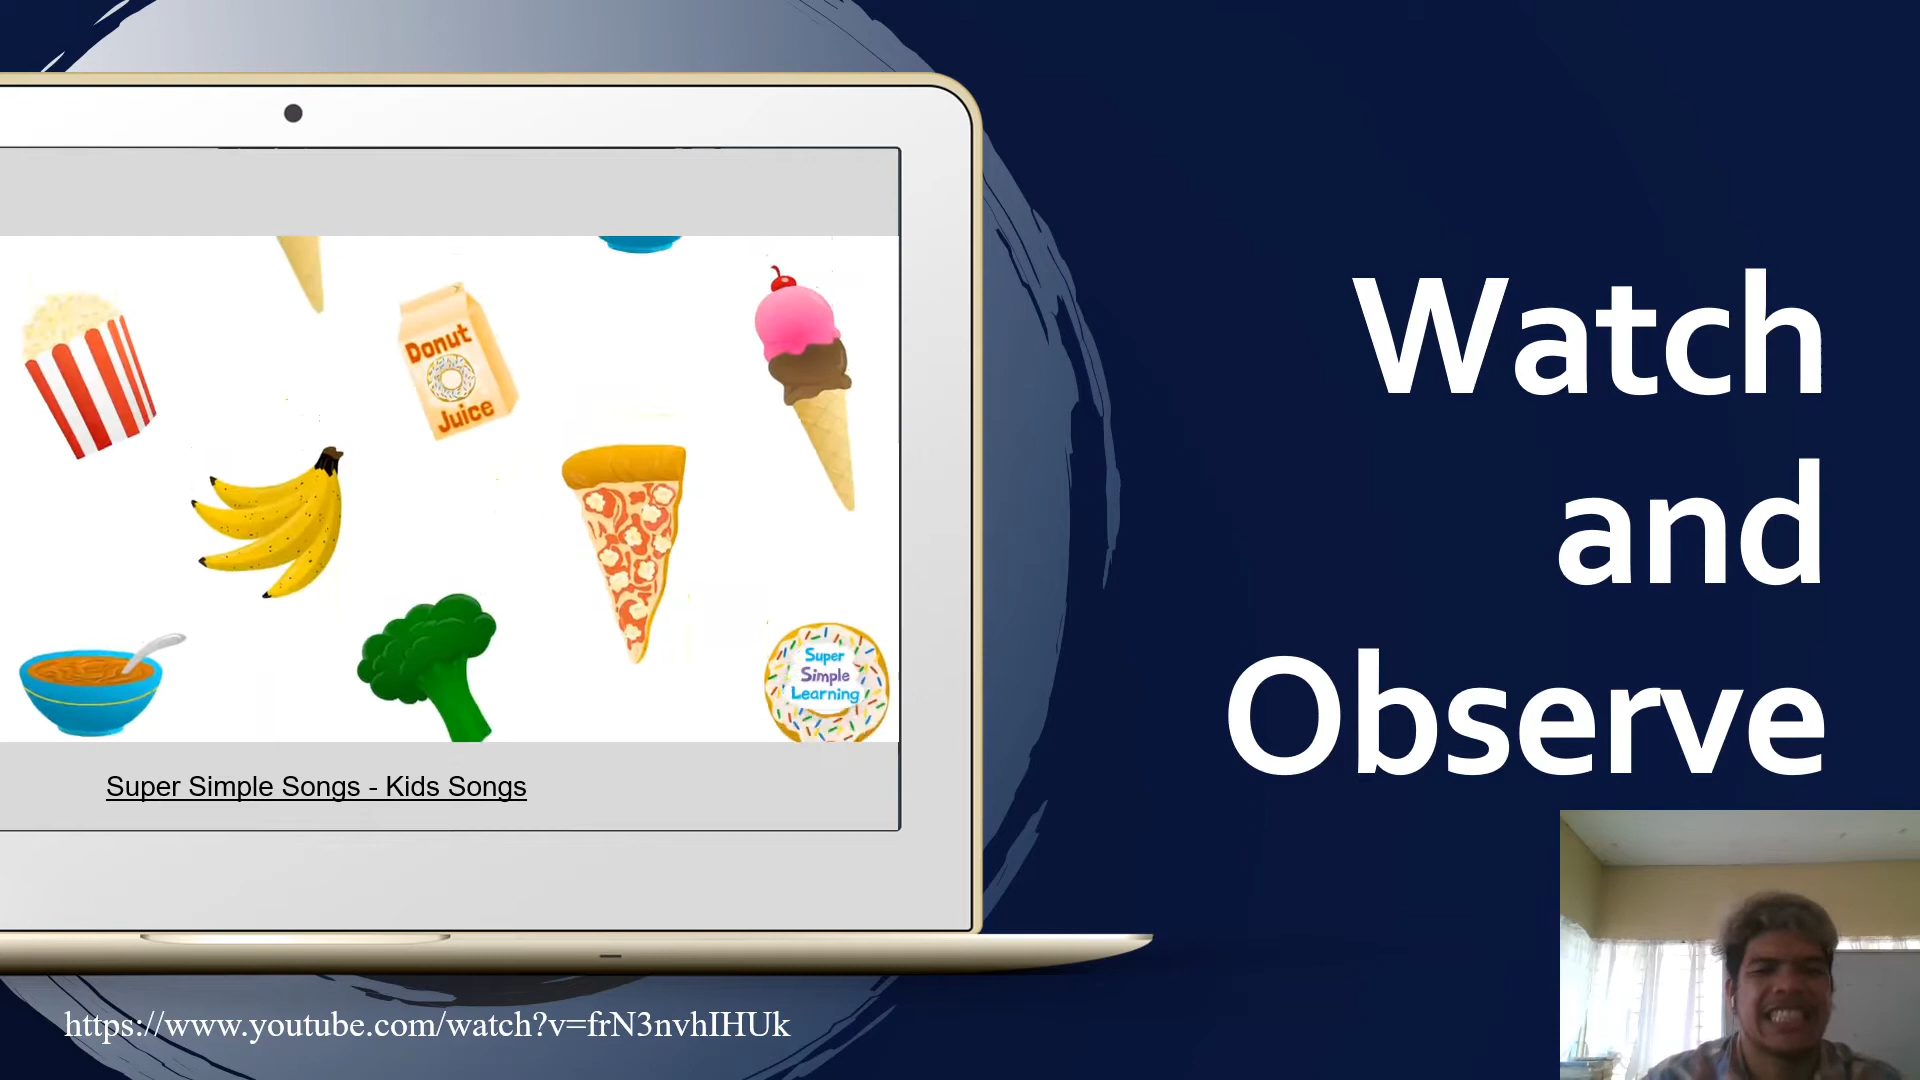 Donut
Juice
Super
Simple
Learning
Super Simple Songs - Kids Songs
https://www.youtube.com/watch?v=frN3nvhIHUk
Watch
and
Observe